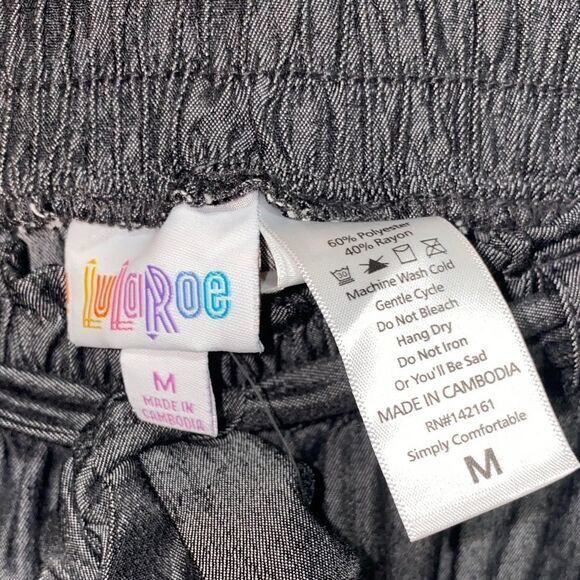 LuLaRoe
M
MADE IN
CAMBODIA
60% Polyester
40% Rayon
Machine Wash Cold
Gentle Cycle
Do Not Bleach
Hang Dry
Do Not Iron
Or You'll Be Sad
MADE IN CAMBODIA
RN#142161
Simply Comfortable
M